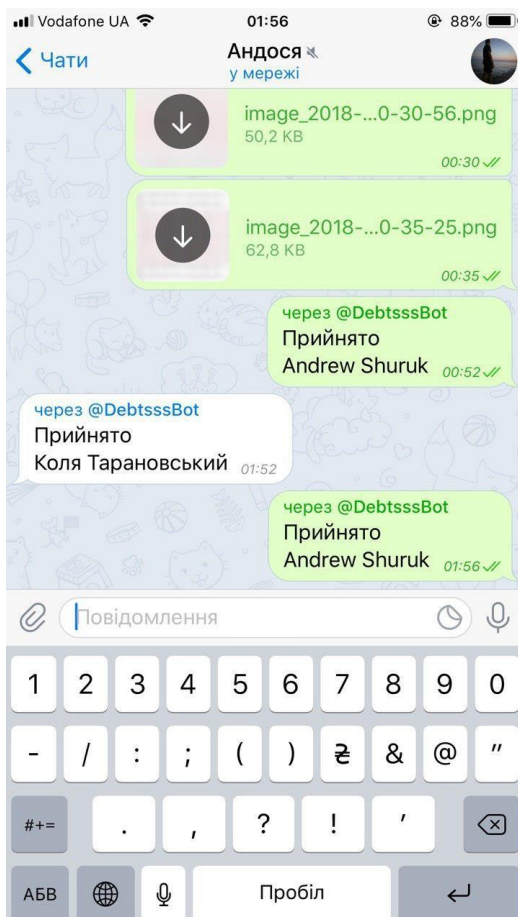 Vodafone UA 01:56 88%
Чати Андося
у мережі
image_2018-...0-30-56.png
50,2 KB
00:30
image_2018-...0-35-25.png
62,8 KB
00:35
через @DebtsssBot
Прийнято
Andrew Shuruk 00:52
через @DebtsssBot
Прийнято
Коля Тарановський 01:52
через @DebtsssBot
Прийнято
Andrew Shuruk 01:56
Повідомлення
1 2 3 4 5 6 7 8 9 0
- / : ; ( ) ₴ & @ "
#+= . , ? ! ’
АБВ Пробіл